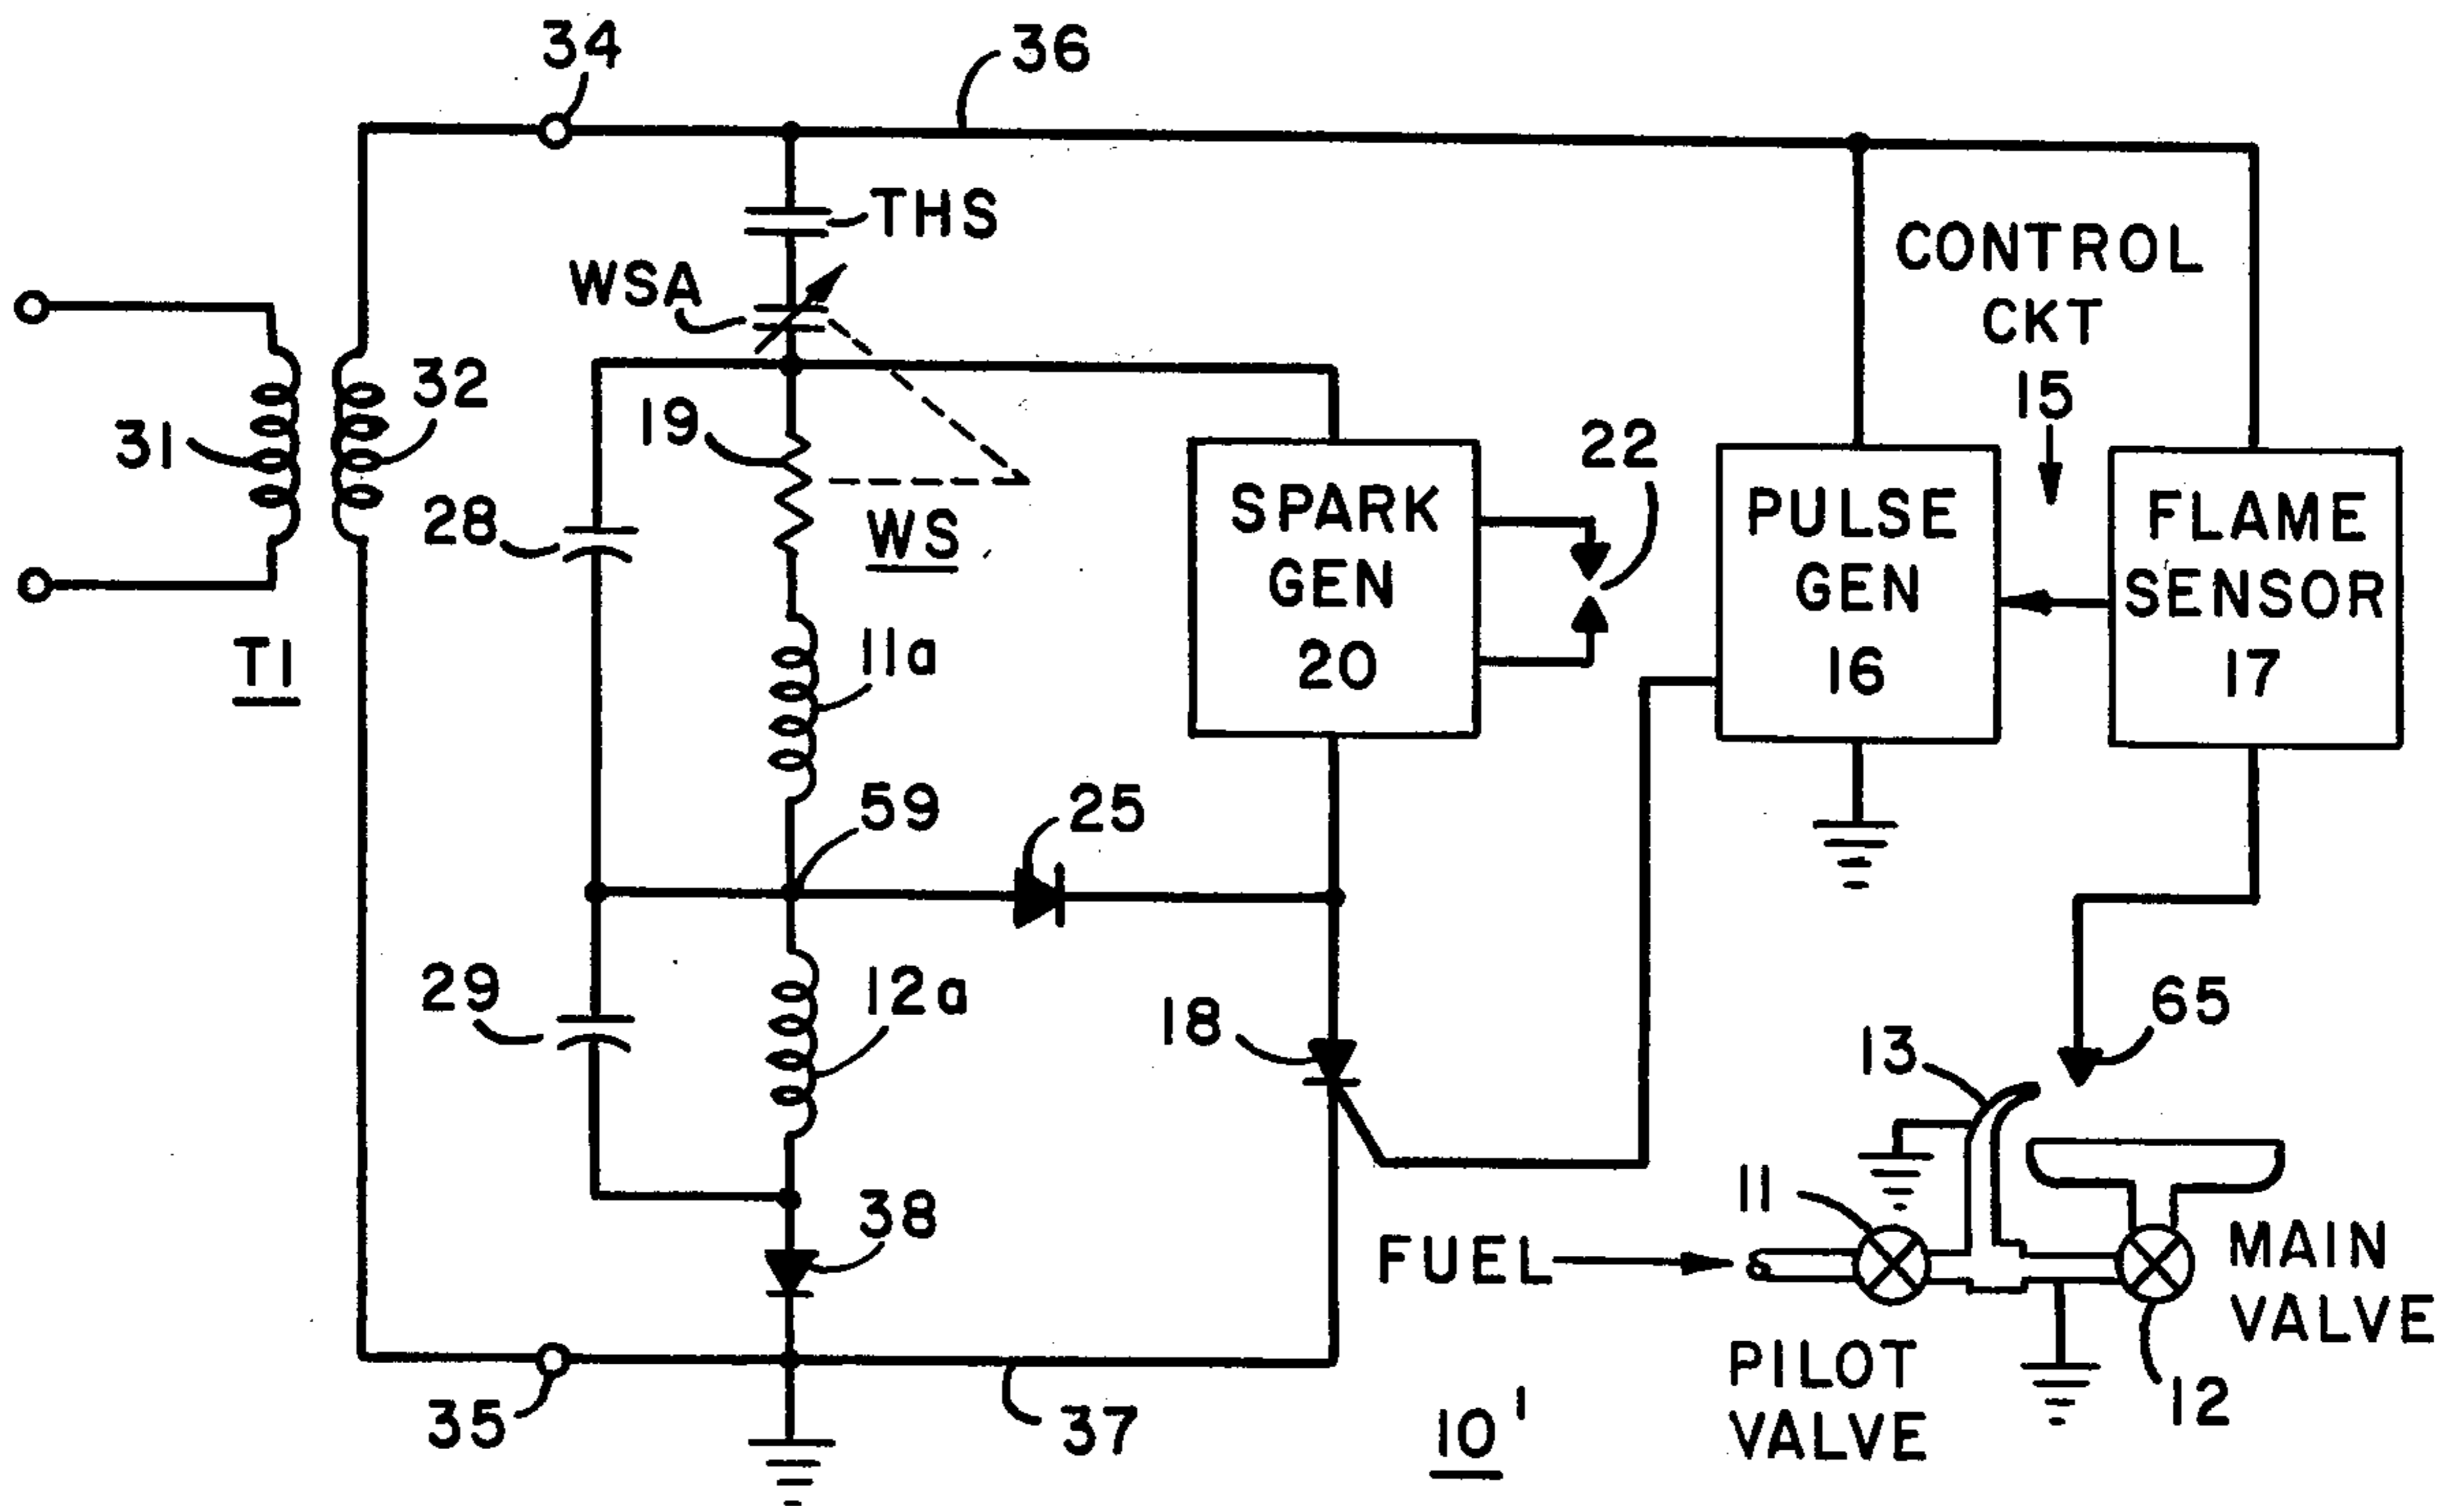 34
36
THS
CONTROL
CKT
15
WSA
32
31
19
22
28
WS
SPARK
GEN
20
PULSE
GEN
16
FLAME
SENSOR
17
T1
11a
59
25
29
12a
18
13
65
11
38
FUEL
MAIN
VALVE
PILOT
VALVE
12
35
37
10'